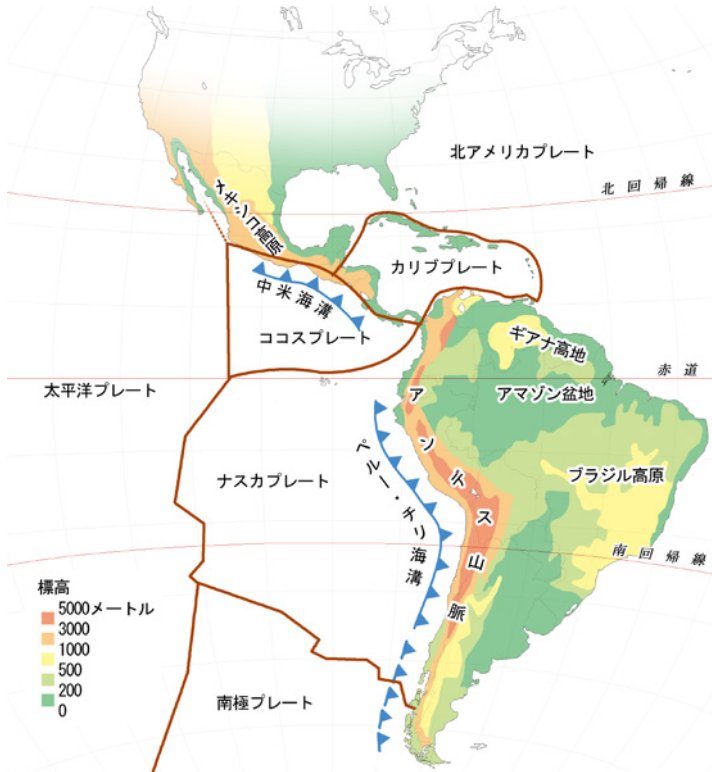 北アメリカプレート
北回帰線
メキシコ高原
カリブプレート
中米海溝
ココスプレート
ギアナ高地
赤道
太平洋プレート
アマゾン盆地
アンデス山脈
ナスカプレート
ペルー・チリ海溝
ブラジル高原
南回帰線
標高
5000メートル
3000
1000
500
200
0
南極プレート